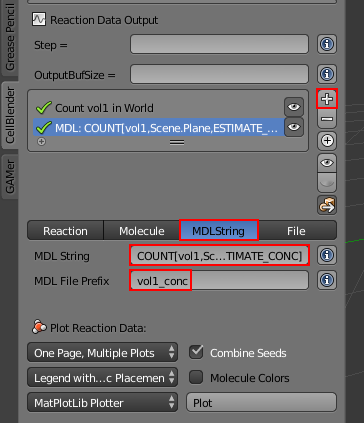 Grease Pencil
CellBlender
GAMer
Reaction Data Output
Step =
OutputBufSize =
Count vol1 in World
MDL: COUNT[vol1,Scene.Plane,ESTIMATE_...
Reaction Molecule MDLString File
MDL String COUNT[vol1,Sc...TIMATE_CONC]
MDL File Prefix vol1_conc
Plot Reaction Data:
One Page, Multiple Plots Combine Seeds
Legend with...c Placemen Molecule Colors
MatPlotLib Plotter Plot